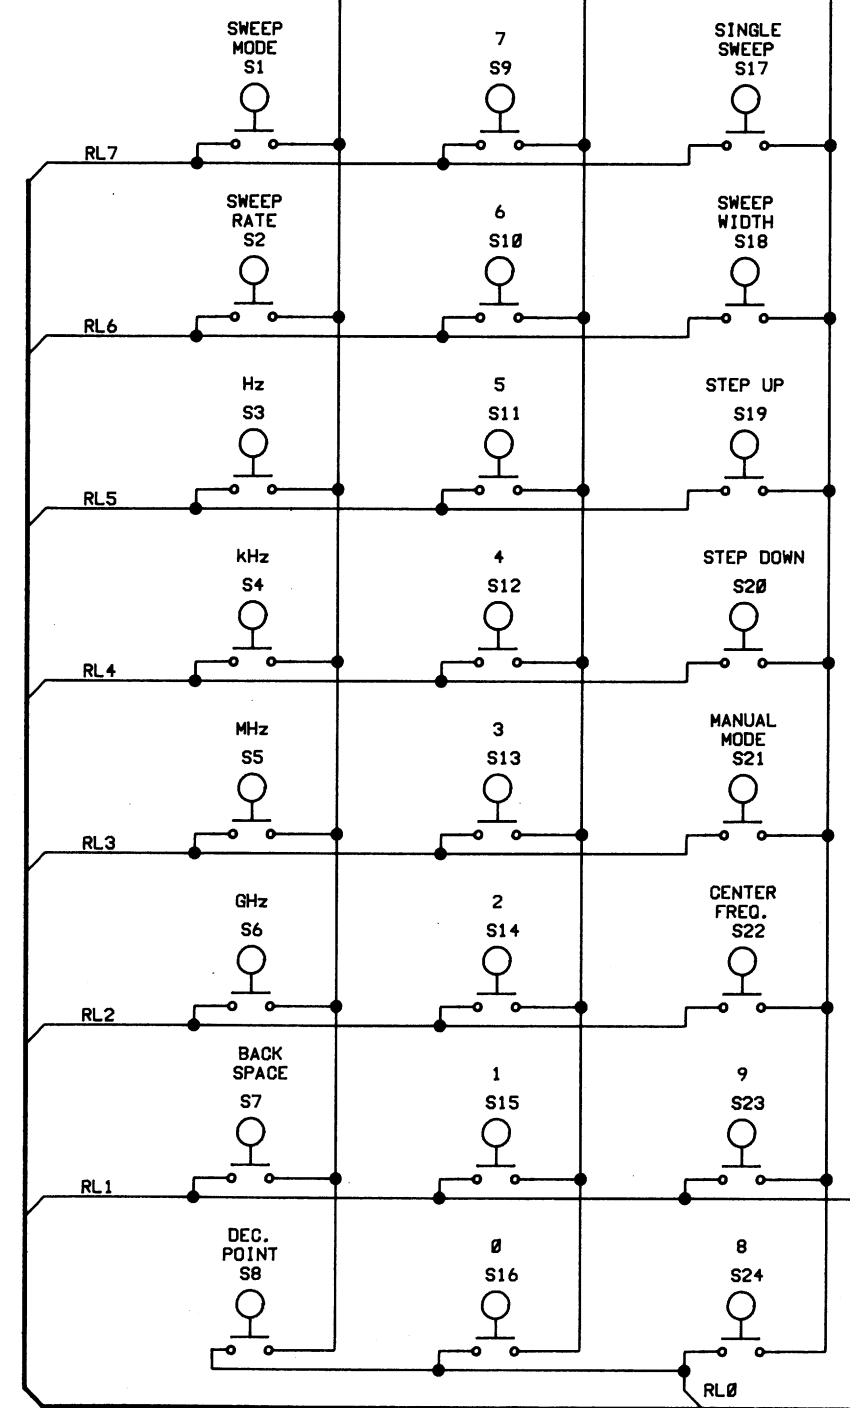 SWEEP
MODE
S1
7
S9
SINGLE
SWEEP
S17
RL7
SWEEP
RATE
S2
6
S10
SWEEP
WIDTH
S18
RL6
Hz
S3
5
S11
STEP UP
S19
RL5
kHz
S4
4
S12
STEP DOWN
S20
RL4
MHz
S5
3
S13
MANUAL
MODE
S21
RL3
GHz
S6
2
S14
CENTER
FREQ.
S22
RL2
BACK
SPACE
S7
1
S15
9
S23
RL1
DEC.
POINT
S8
0
S16
8
S24
RL0